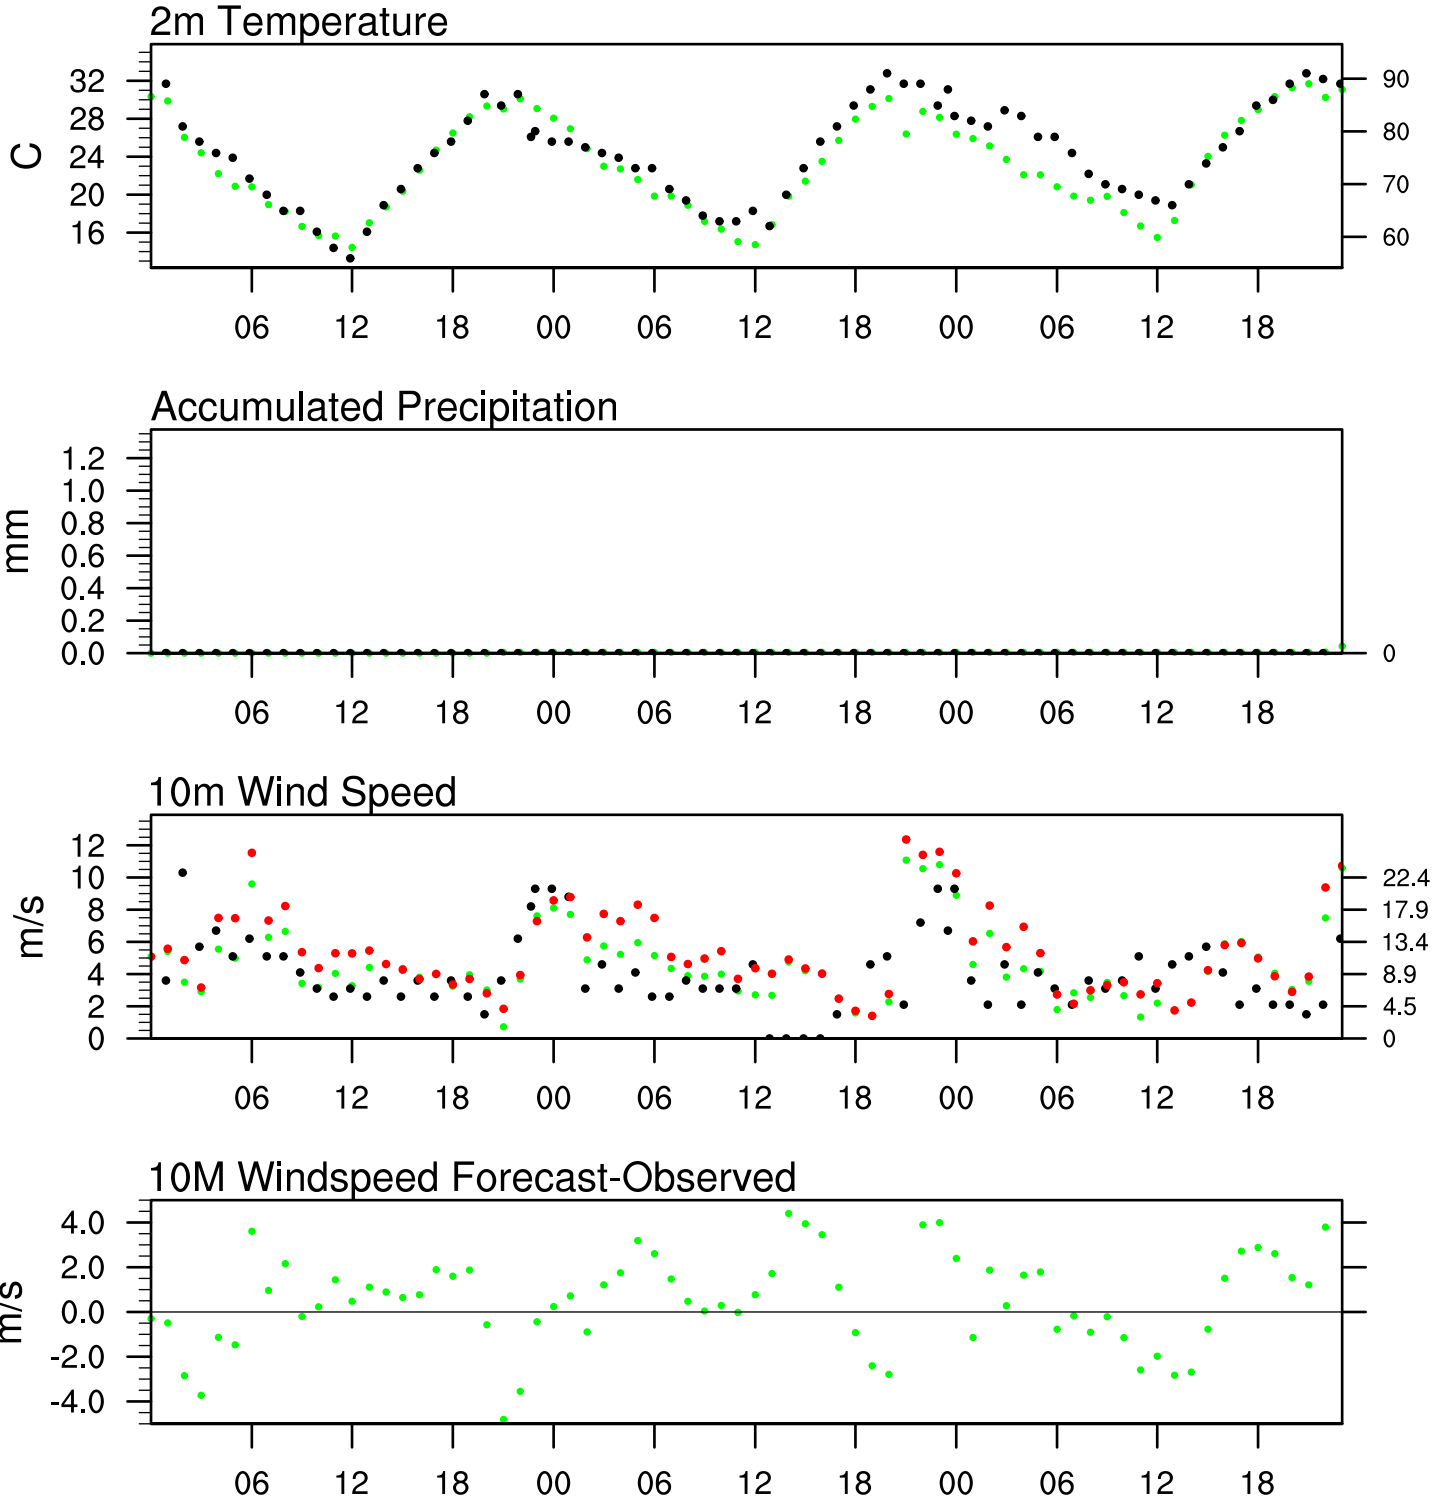 2m Temperature
32
28
24
20
16
C
90
80
70
60
06 12 18 00 06 12 18 00 06 12 18
Accumulated Precipitation
1.2
1.0
0.8
0.6
0.4
0.2
0.0
mm
0
06 12 18 00 06 12 18 00 06 12 18
10m Wind Speed
12
10
8
6
4
2
0
m/s
22.4
17.9
13.4
8.9
4.5
0
06 12 18 00 06 12 18 00 06 12 18
10M Windspeed Forecast-Observed
4.0
2.0
0.0
-2.0
-4.0
m/s
06 12 18 00 06 12 18 00 06 12 18